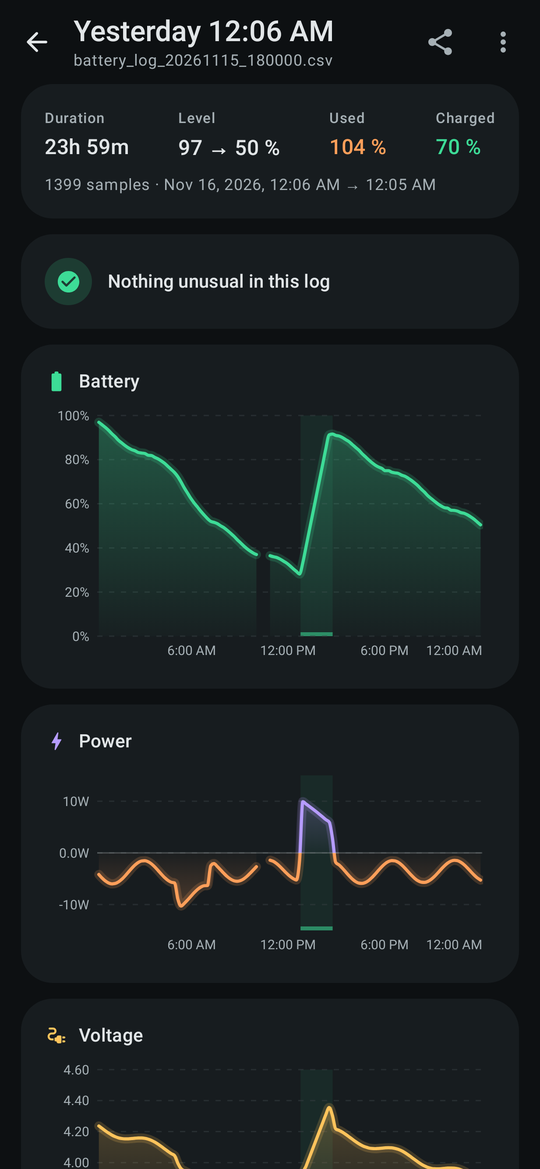 Yesterday 12:06 AM
battery_log_20261115_180000.csv
Duration Level Used Charged
23h 59m 97 → 50 % 104 % 70 %
1399 samples · Nov 16, 2026, 12:06 AM → 12:05 AM
Nothing unusual in this log
Battery
100%
80%
60%
40%
20%
0%
6:00 AM 12:00 PM 6:00 PM 12:00 AM
Power
10W
0.0W
-10W
6:00 AM 12:00 PM 6:00 PM 12:00 AM
Voltage
4.60
4.40
4.20
4.00